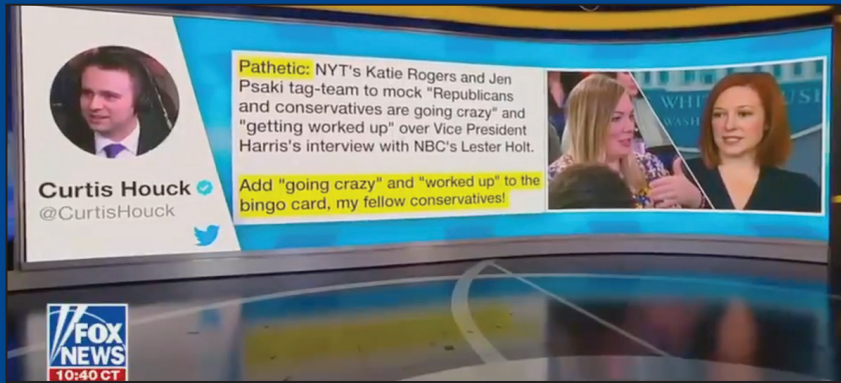 Pathetic: NYT's Katie Rogers and Jen
Psaki tag-team to mock "Republicans
and conservatives are going crazy" and
"getting worked up" over Vice President
Harris's interview with NBC's Lester Holt.
Add "going crazy" and "worked up" to the
bingo card, my fellow conservatives!
Curtis Houck
@CurtisHouck
FOX
NEWS
10:40 CT